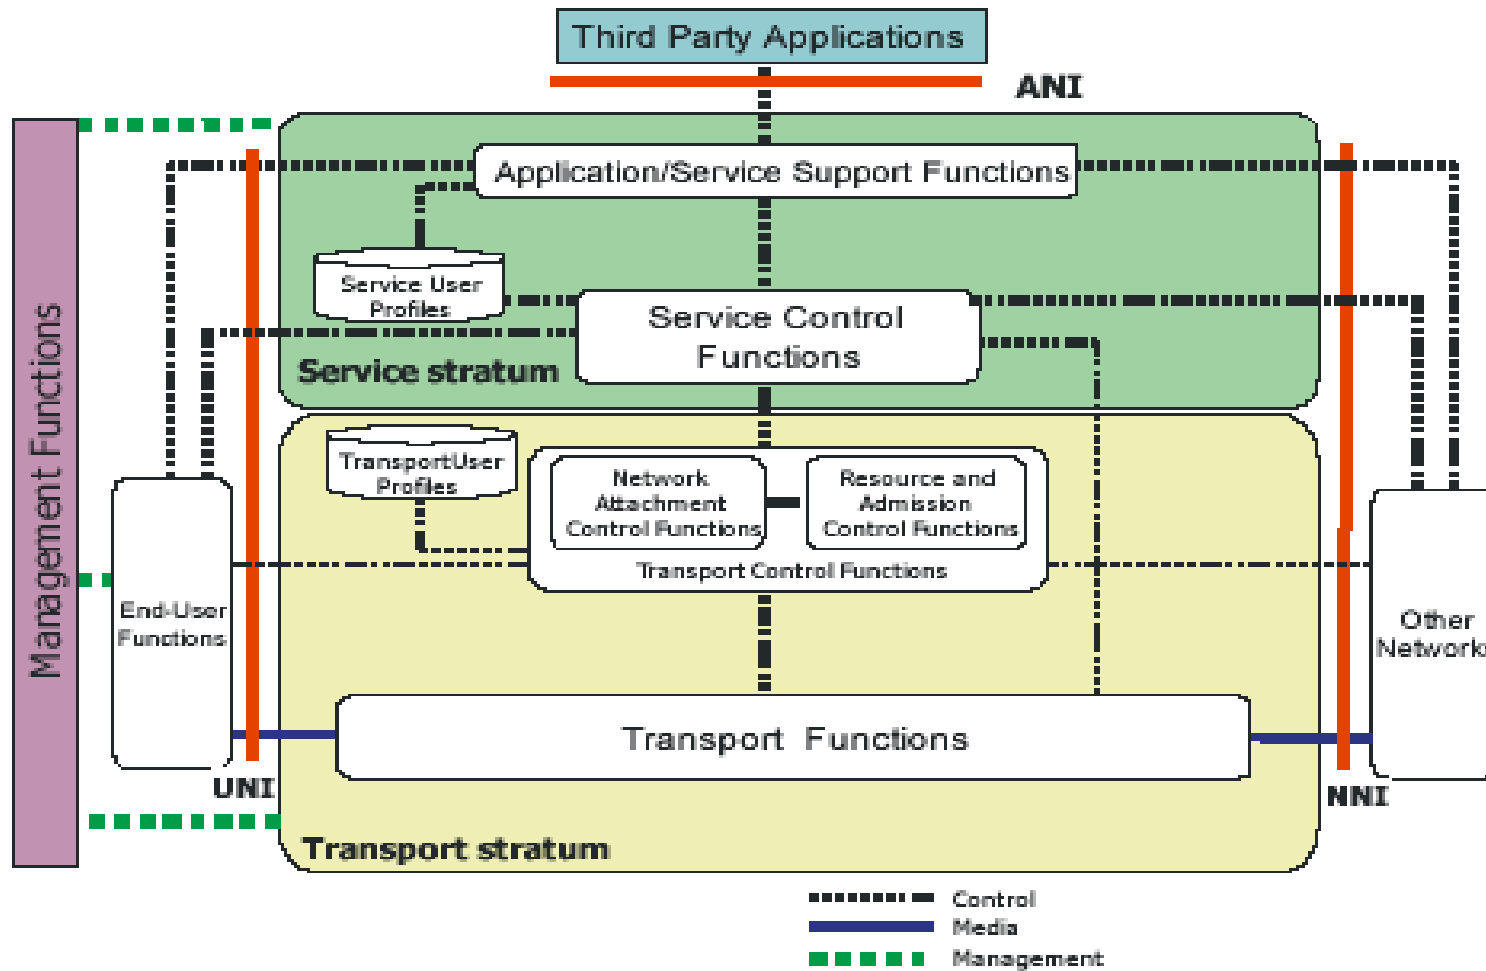 Third Party Applications
ANI
Application/Service Support Functions
Service User
Profiles
Service Control
Functions
Service stratum
Management Functions
TransportUser
Profiles
Network
Attachment
Control Functions
Resource and
Admission
Control Functions
Transport Control Functions
End-User
Functions
Other
Networks
Transport Functions
UNI
NNI
Transport stratum
Control
Media
Management